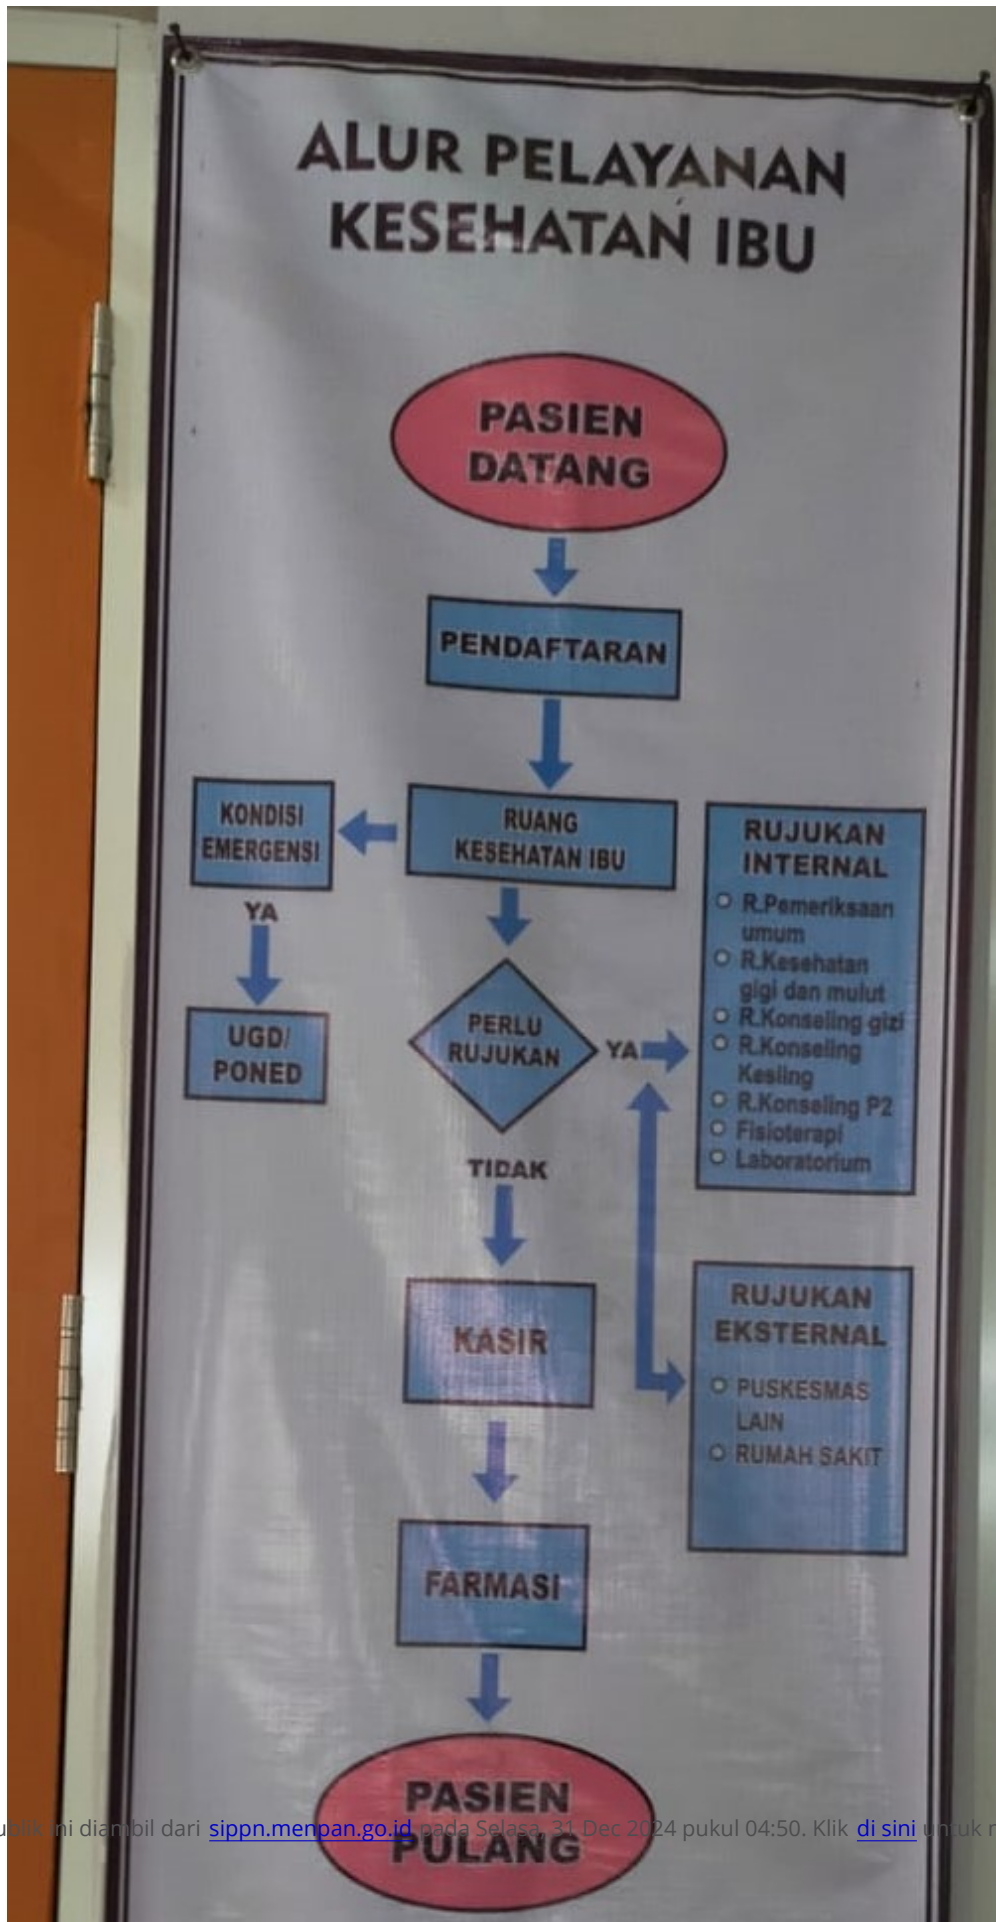 ALUR PELAYANAN
KESEHATAN IBU
PASIEN
DATANG
PENDAFTARAN
KONDISI
EMERGENSI
YA
UGD/
PONED
RUANG
KESEHATAN IBU
PERLU
RUJUKAN
YA
TIDAK
RUJUKAN
INTERNAL
R.Pemeriksaan
umum
R.Kesehatan
gigi dan mulut
R.Konseling gizi
R.Konseling
Kesling
R.Konseling P2
Fisioterapi
Laboratorium
RUJUKAN
EKSTERNAL
PUSKESMAS
LAIN
RUMAH SAKIT
KASIR
FARMASI
PASIEN
PULANG
ini diambil dari sippn.menpan.go.id pada Selasa, 31 Dec 2024 pukul 04:50. Klik di sini untuk